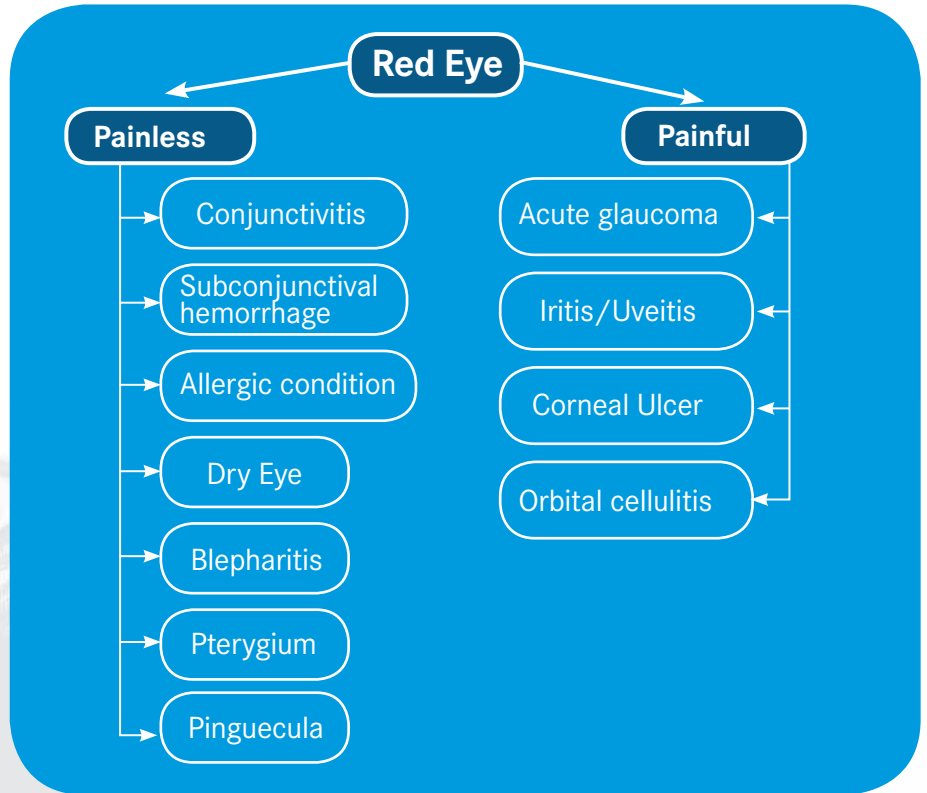 Red Eye
Painless
Conjunctivitis
Subconjunctival
hemorrhage
Allergic condition
Dry Eye
Blepharitis
Pterygium
Pinguecula
Painful
Acute glaucoma
Iritis/Uveitis
Corneal Ulcer
Orbital cellulitis